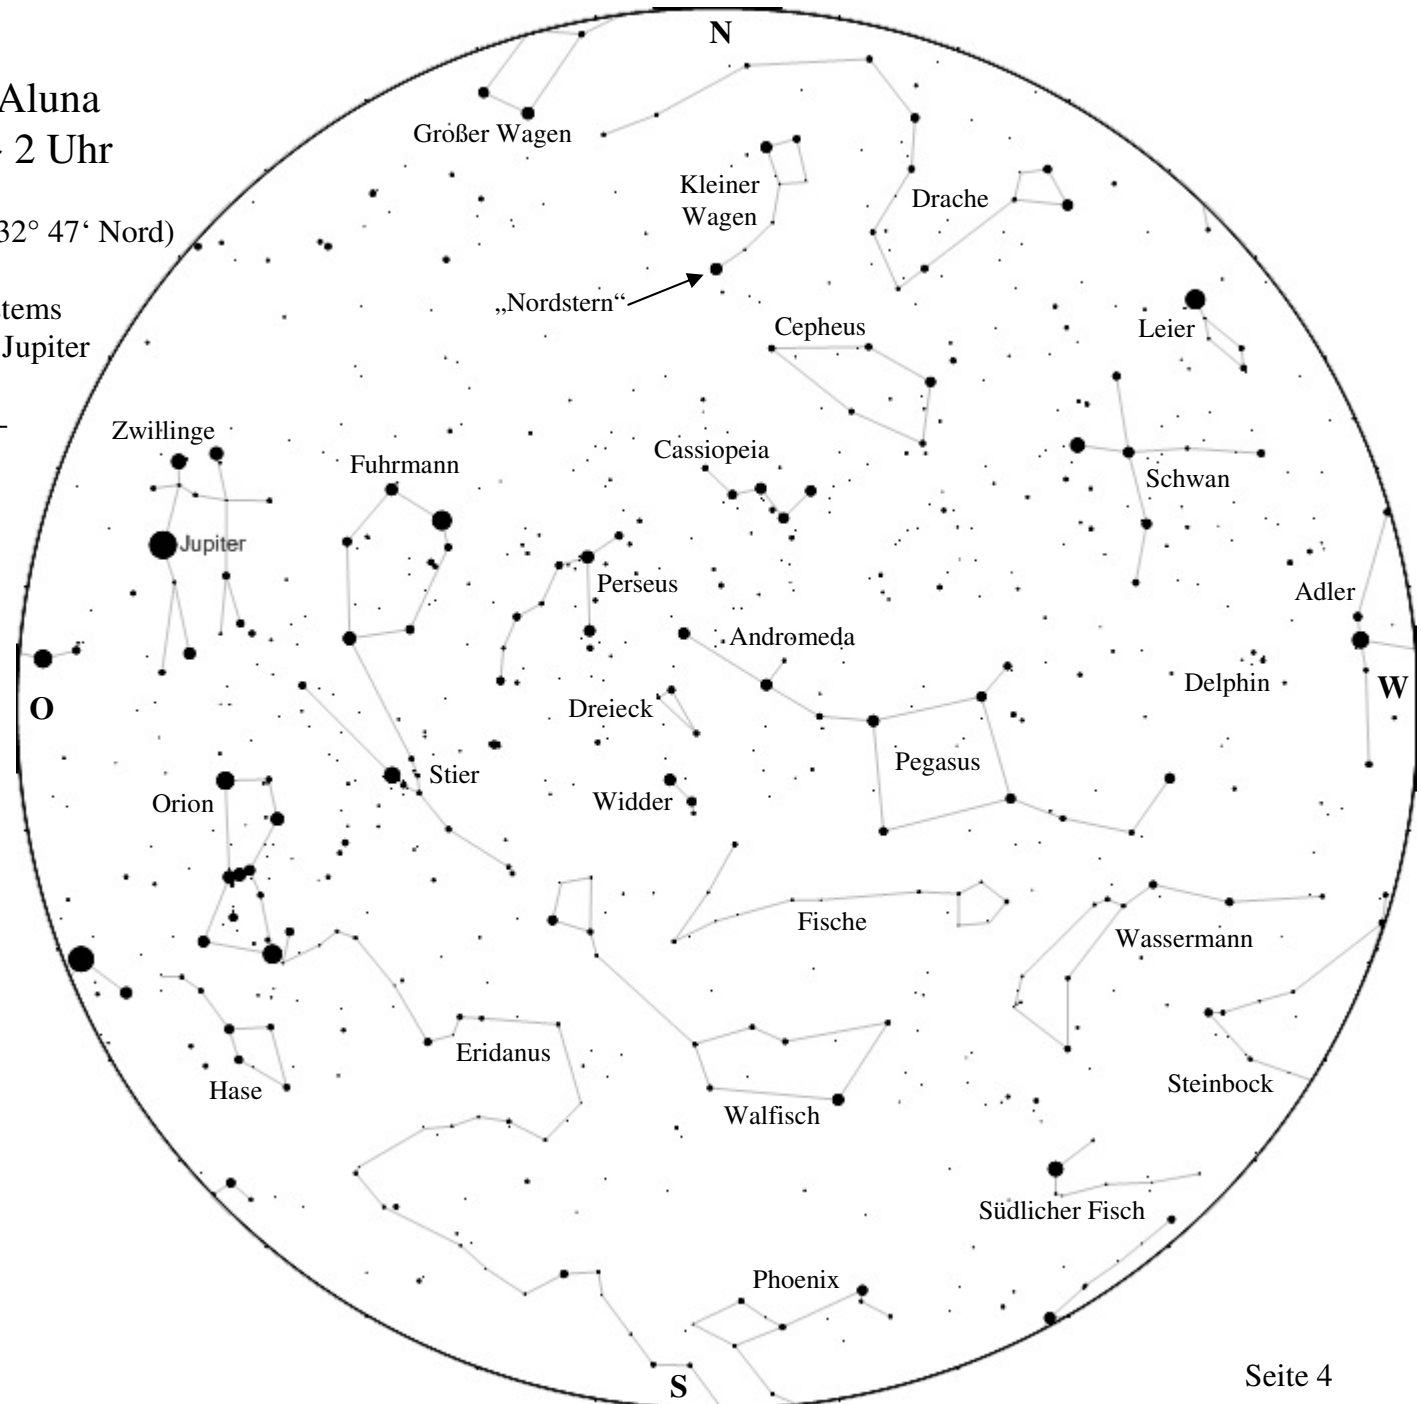 N
Aluna
- 2 Uhr
32° 47‘ Nord)
Jupiter
Großer Wagen
Kleiner
Wagen
Drache
„Nordstern“
Cepheus
Leier
Zwillinge
Fuhrmann
Cassiopeia
Schwan
Jupiter
Perseus
Adler
Andromeda
Delphin
O
Dreieck
W
Stier
Pegasus
Orion
Widder
Fische
Wassermann
Eridanus
Hase
Walfisch
Steinbock
Südlicher Fisch
Phoenix
S
Seite 4